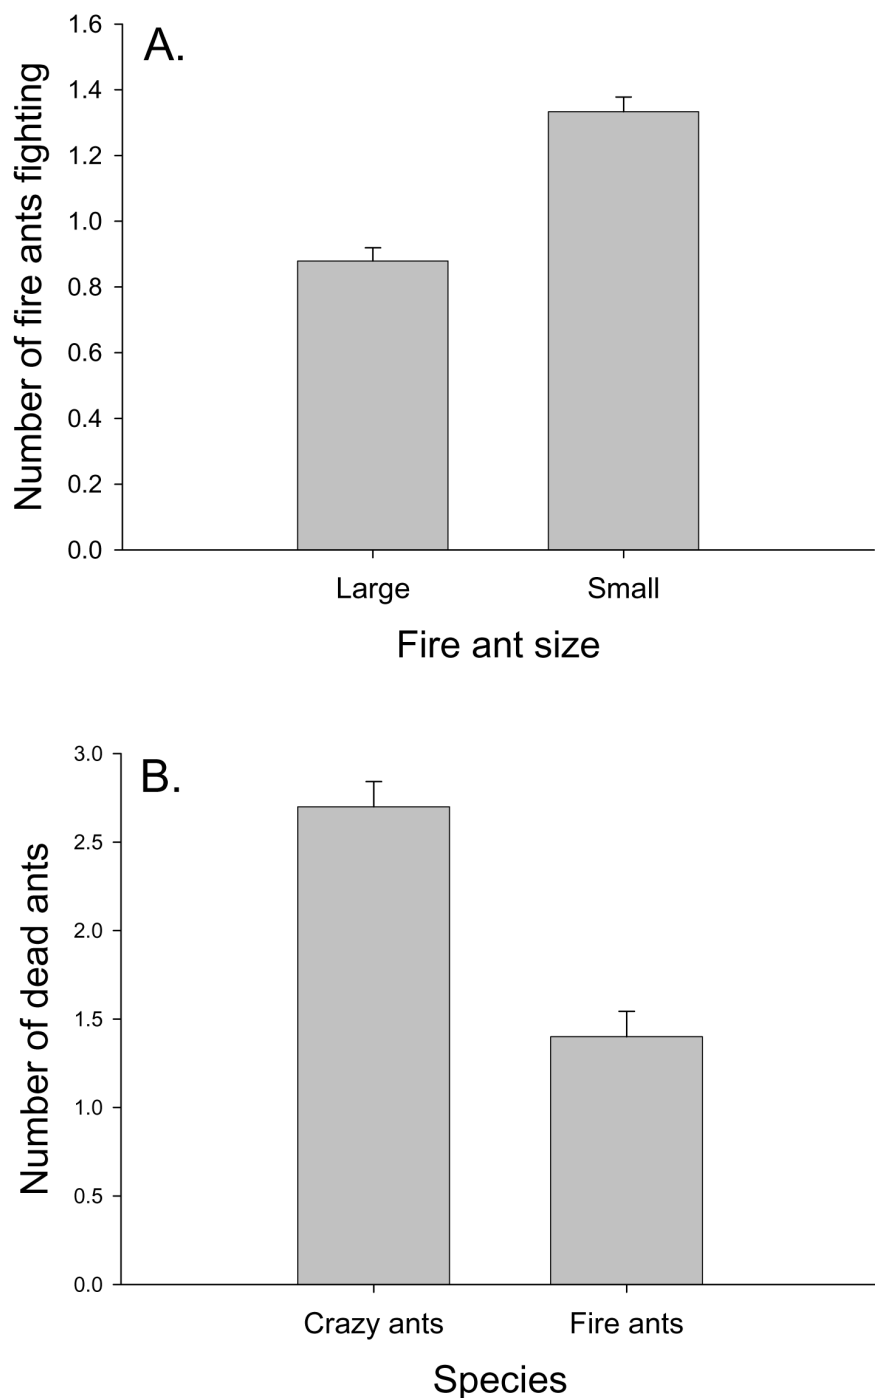 A.
Number of fire ants fighting
1.6
1.4
1.2
1.0
0.8
0.6
0.4
0.2
0.0
Large Small
Fire ant size
B.
Number of dead ants
3.0
2.5
2.0
1.5
1.0
0.5
0.0
Crazy ants Fire ants
Species